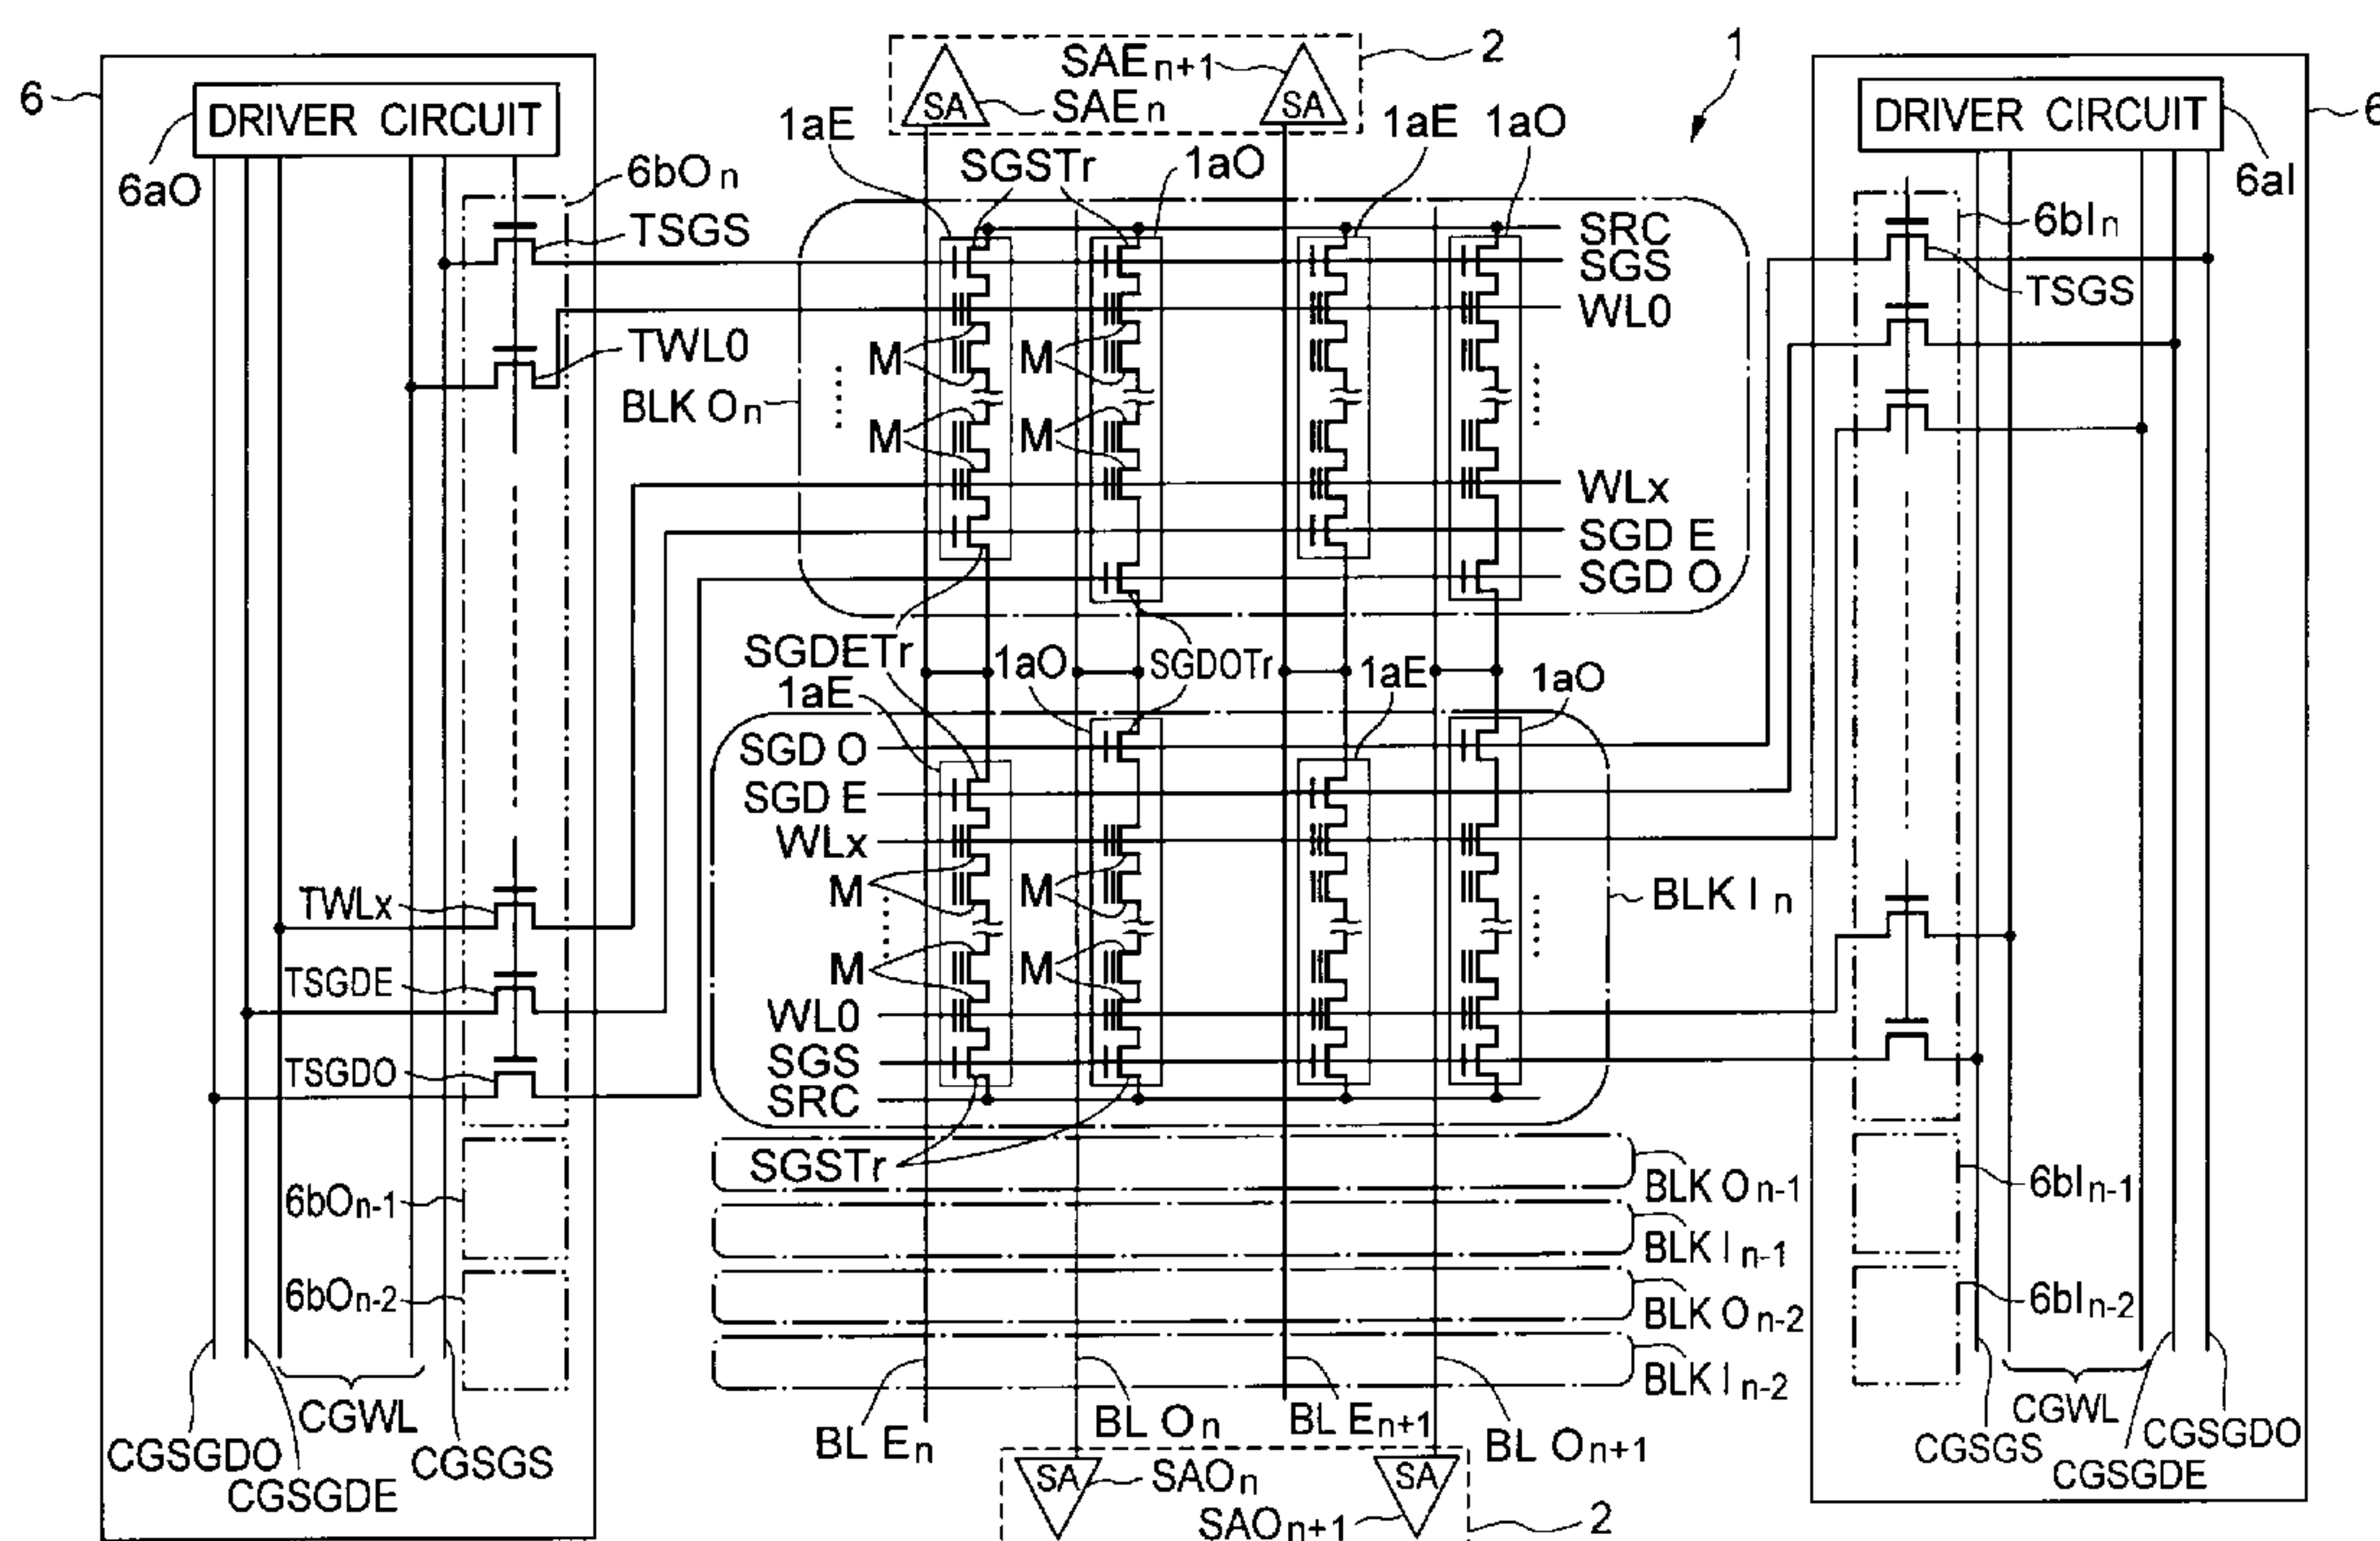 6
DRIVER CIRCUIT
6aO
6bOn
TSGS
TWL0
BLK On
SAEn+1
SA
SAEn
SA
2
1
1aE
SGSTr
1aO
1aE
1aO
DRIVER CIRCUIT
6
6aI
6bIn
TSGS
SRC
SGS
WL0
M
M
M
M
WLx
SGD E
SGD O
SGDETr
1aE
1aO
SGDOTr
1aE
1aO
SGD O
SGD E
WLx
M
M
BLK In
M
M
WL0
SGS
SRC
SGSTr
TWLx
TSGDE
TSGDO
6bOn-1
6bOn-2
BLK On-1
BLK In-1
BLK On-2
BLK In-2
6bIn-1
6bIn-2
CGSGDO
CGSGDE
CGWL
CGSGS
BL En
BL On
BL En+1
BL On+1
CGSGS
CGWL
CGSGDE
CGSGDO
SA
SAOn
SAOn+1
SA
2